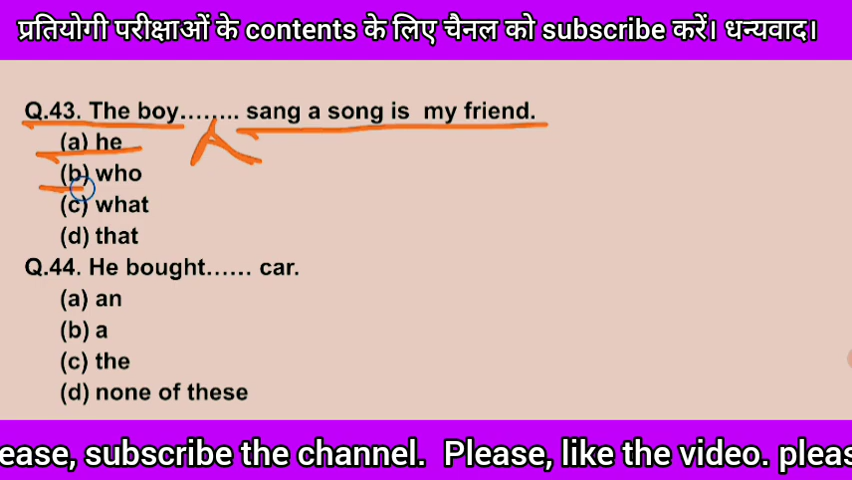 प्रतियोगी परीक्षाओं के contents के लिए चैनल को subscribe करें। धन्यवाद।
Q.43. The boy........ sang a song is my friend.
(a) he
(b) who
(c) what
(d) that
Q.44. He bought...... car.
(a) an
(b) a
(c) the
(d) none of these
ease, subscribe the channel. Please, like the video. pleas